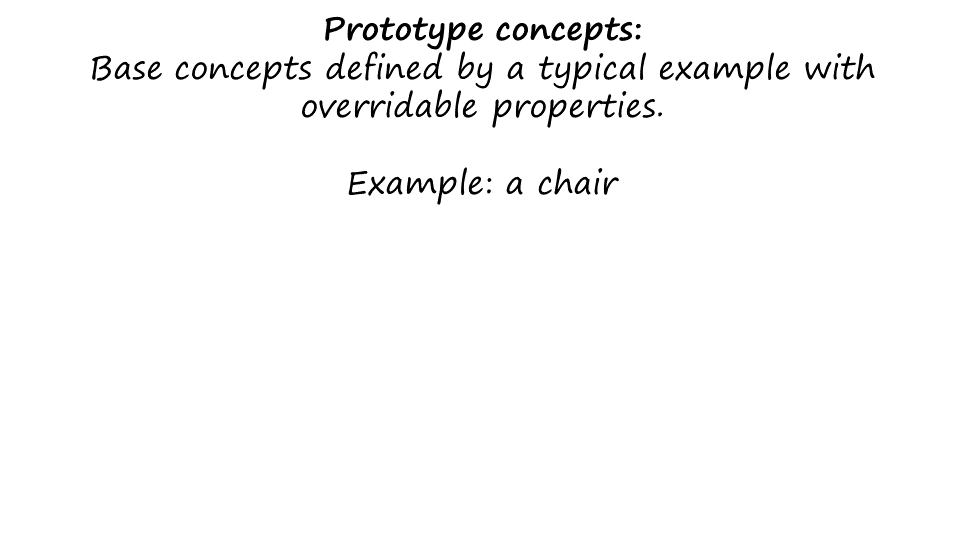 Prototype concepts:
Base concepts defined by a typical example with
overridable properties.
Example: a chair